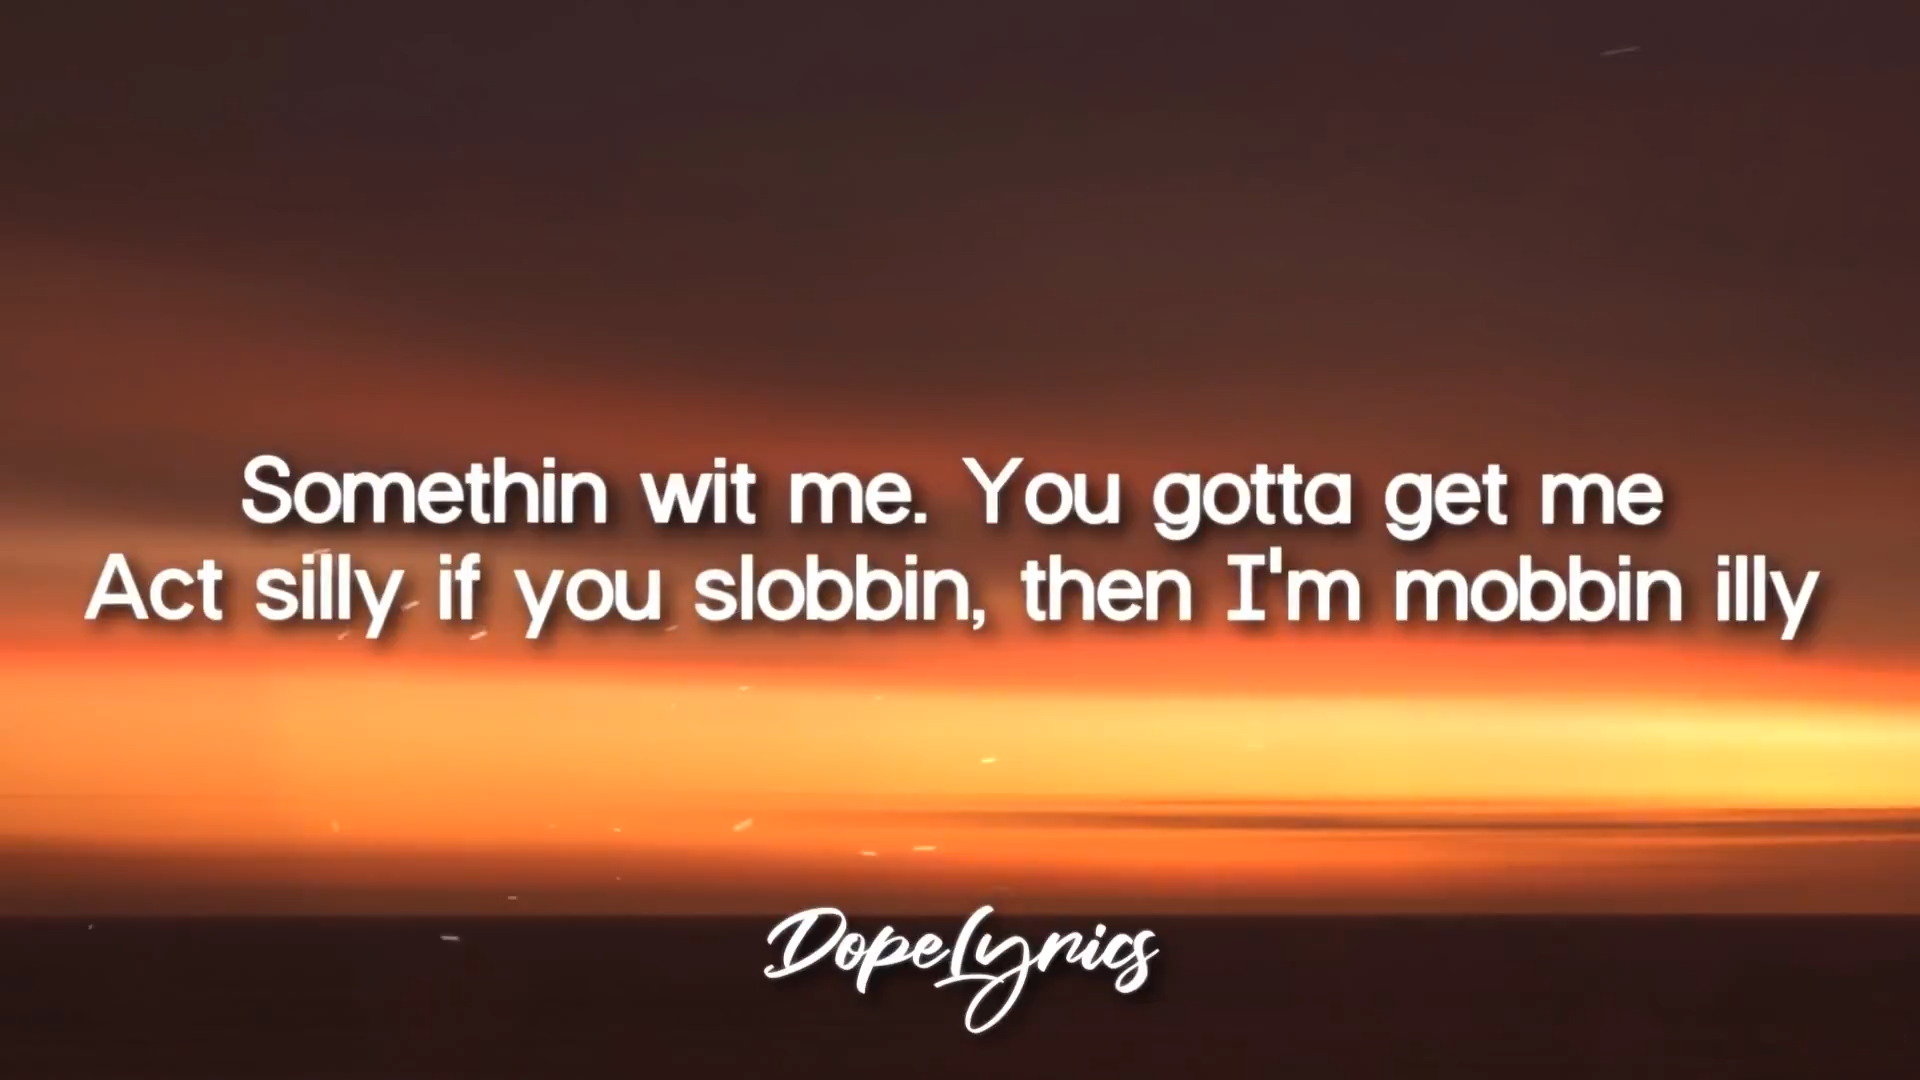 Somethin wit me. You gotta get me
Act silly if you slobbin, then I'm mobbin illy
DopeLyrics